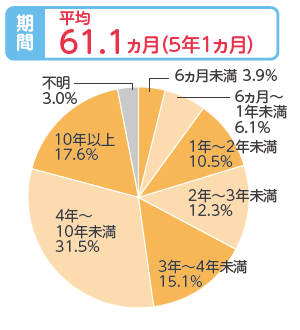 期間
平均
61.1ヵ月(5年1ヵ月)
不明
3.0%
6ヵ月未満 3.9%
6ヵ月〜
1年未満
6.1%
1年〜2年未満
10.5%
2年〜3年未満
12.3%
3年〜4年未満
15.1%
4年〜
10年未満
31.5%
10年以上
17.6%